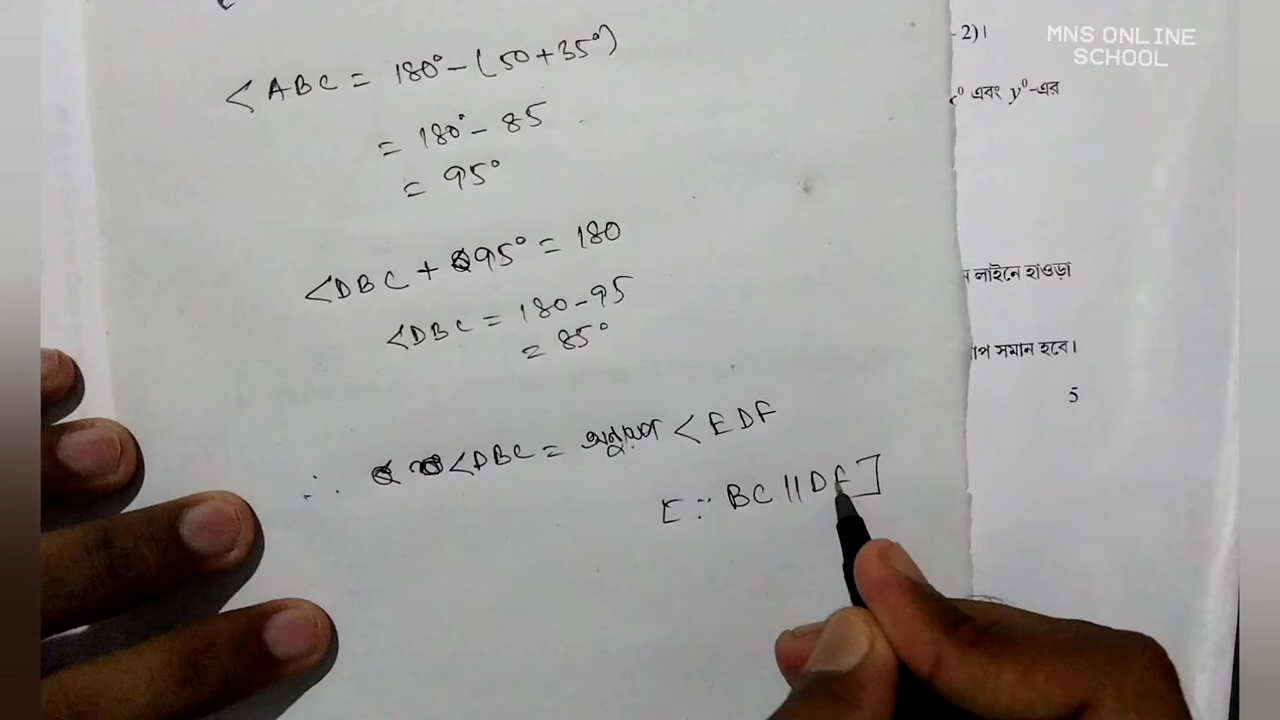 MNS ONLINE
SCHOOL
- 2)।
এবং y⁰-এর
<ABC = 180° - (50 + 35°)
= 180° - 85
= 95°
<DBC + 95° = 180
লাইনে হাওড়া
<DBC = 180 - 95
= 85°
সমান হবে।
5
∴ <DBC = অনুরূপ <EDF
[∵ BC || DF]